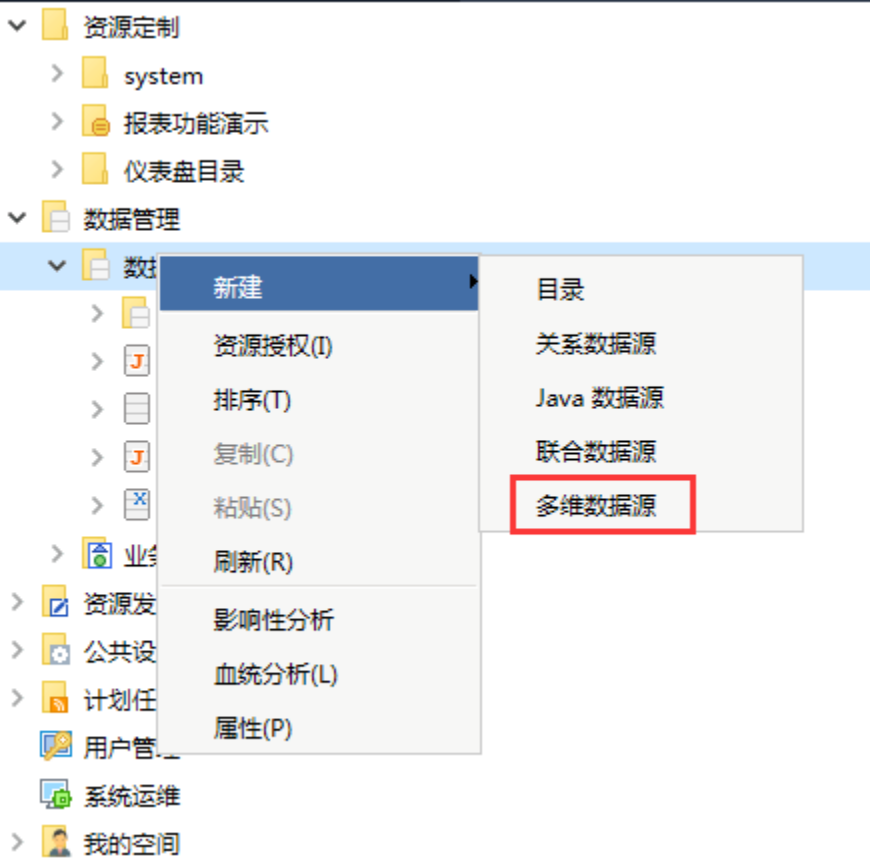 资源定制
system
报表功能演示
仪表盘目录
数据管理
数据
新建
资源授权(I)
排序(T)
复制(C)
粘贴(S)
刷新(R)
影响性分析
血统分析(L)
属性(P)
目录
关系数据源
Java 数据源
联合数据源
多维数据源
业务
资源发
公共设
计划任
用户管理
系统运维
我的空间